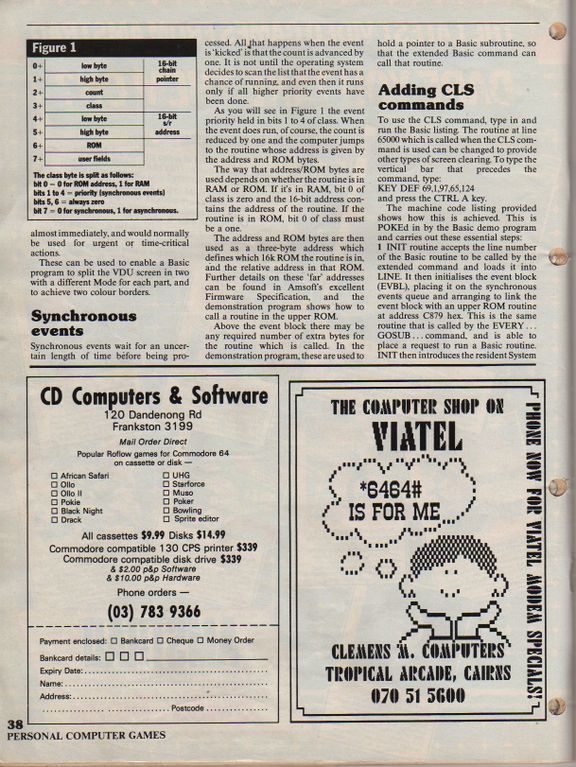 Figure 1
0+ low byte 16-bit
chain
1+ high byte pointer
2+ count
3+ class
4+ low byte 16-bit
s/r
5+ high byte address
6+ ROM
7+ user fields
The class byte is split as follows:
bit 0 – 0 for ROM address, 1 for RAM
bits 1 to 4 = priority (synchronous events)
bits 5, 6 = always zero
bit 7 = 0 for synchronous, 1 for asynchronous.
almost immediately, and would normally
be used for urgent or time-critical
actions.
These can be used to enable a Basic
program to split the VDU screen in two
with a different Mode for each part, and
to achieve two colour borders.
Synchronous
events
Synchronous events wait for an uncer-
tain length of time before being pro-
cessed. All that happens when the event
is 'kicked' is that the count is advanced by
one. It is not until the operating system
decides to scan the list that the event has a
chance of running, and even then it runs
only if all higher priority events have
been done.
As you will see in Figure 1 the event
priority held in bits 1 to 4 of class. When
the event does run, of course, the count is
reduced by one and the computer jumps
to the routine whose address is given by
the address and ROM bytes.
The way that address/ROM bytes are
used depends on whether the routine is in
RAM or ROM. If it's in RAM, bit 0 of
class is zero and the 16-bit address con-
tains the address of the routine. If the
routine is in ROM, bit 0 of class must
be a one.
The address and ROM bytes are then
used as a three-byte address which
defines which 16k ROM the routine is in,
and the relative address in that ROM.
Further details on these 'far' addresses
can be found in Amsoft's excellent
Firmware Specification, and the
demonstration program shows how to
call a routine in the upper ROM.
Above the event block there may be
any required number of extra bytes for
the routine which is called. In the
demonstration program, these are used to
hold a pointer to a Basic subroutine, so
that the extended Basic command can
call that routine.
Adding CLS
commands
To use the CLS command, type in and
run the Basic listing. The routine at line
65000 which is called when the CLS com-
mand is used can be changed to provide
other types of screen clearing. To type the
vertical bar that precedes the
command, type:
KEY DEF 69,1,97,65,124
and press the CTRL A key.
The machine code listing provided
shows how this is achieved. This is
POKEd in by the Basic demo program
and carries out these essential steps:
1 INIT routine accepts the line number
of the Basic routine to be called by the
extended command and loads it into
LINE. It then initialises the event block
(EVBL), placing it on the synchronous
events queue and arranging to link the
event block with an upper ROM routine
at address C879 hex. This is the same
routine that is called by the EVERY...
GOSUB... command, and is able to
place a request to run a Basic routine.
INIT then introduces the resident System
CD Computers & Software
120 Dandenong Rd
Frankston 3199
Mail Order Direct
Popular Roflow games for Commodore 64
on cassette or disk —
African Safari
Ollo
Ollo II
Pokie
Black Night
Drack
UHG
Starforce
Muso
Poker
Bowling
Sprite editor
All cassettes $9.99 Disks $14.99
Commodore compatible 130 CPS printer $339
Commodore compatible disk drive $339
& $2.00 p&p Software
& $10.00 p&p Hardware
Phone orders —
(03) 783 9366
Payment enclosed: Bankcard Cheque Money Order
Bankcard details:
Expiry Date:
Name:
Address:
Postcode
THE COMPUTER SHOP ON
VIATEL
*6464#
IS FOR ME
CLEMENS M. COMPUTERS
TROPICAL ARCADE, CAIRNS
070 51 5600
PHONE NOW FOR VIATEL MODEM SPECIALS!
38
PERSONAL COMPUTER GAMES